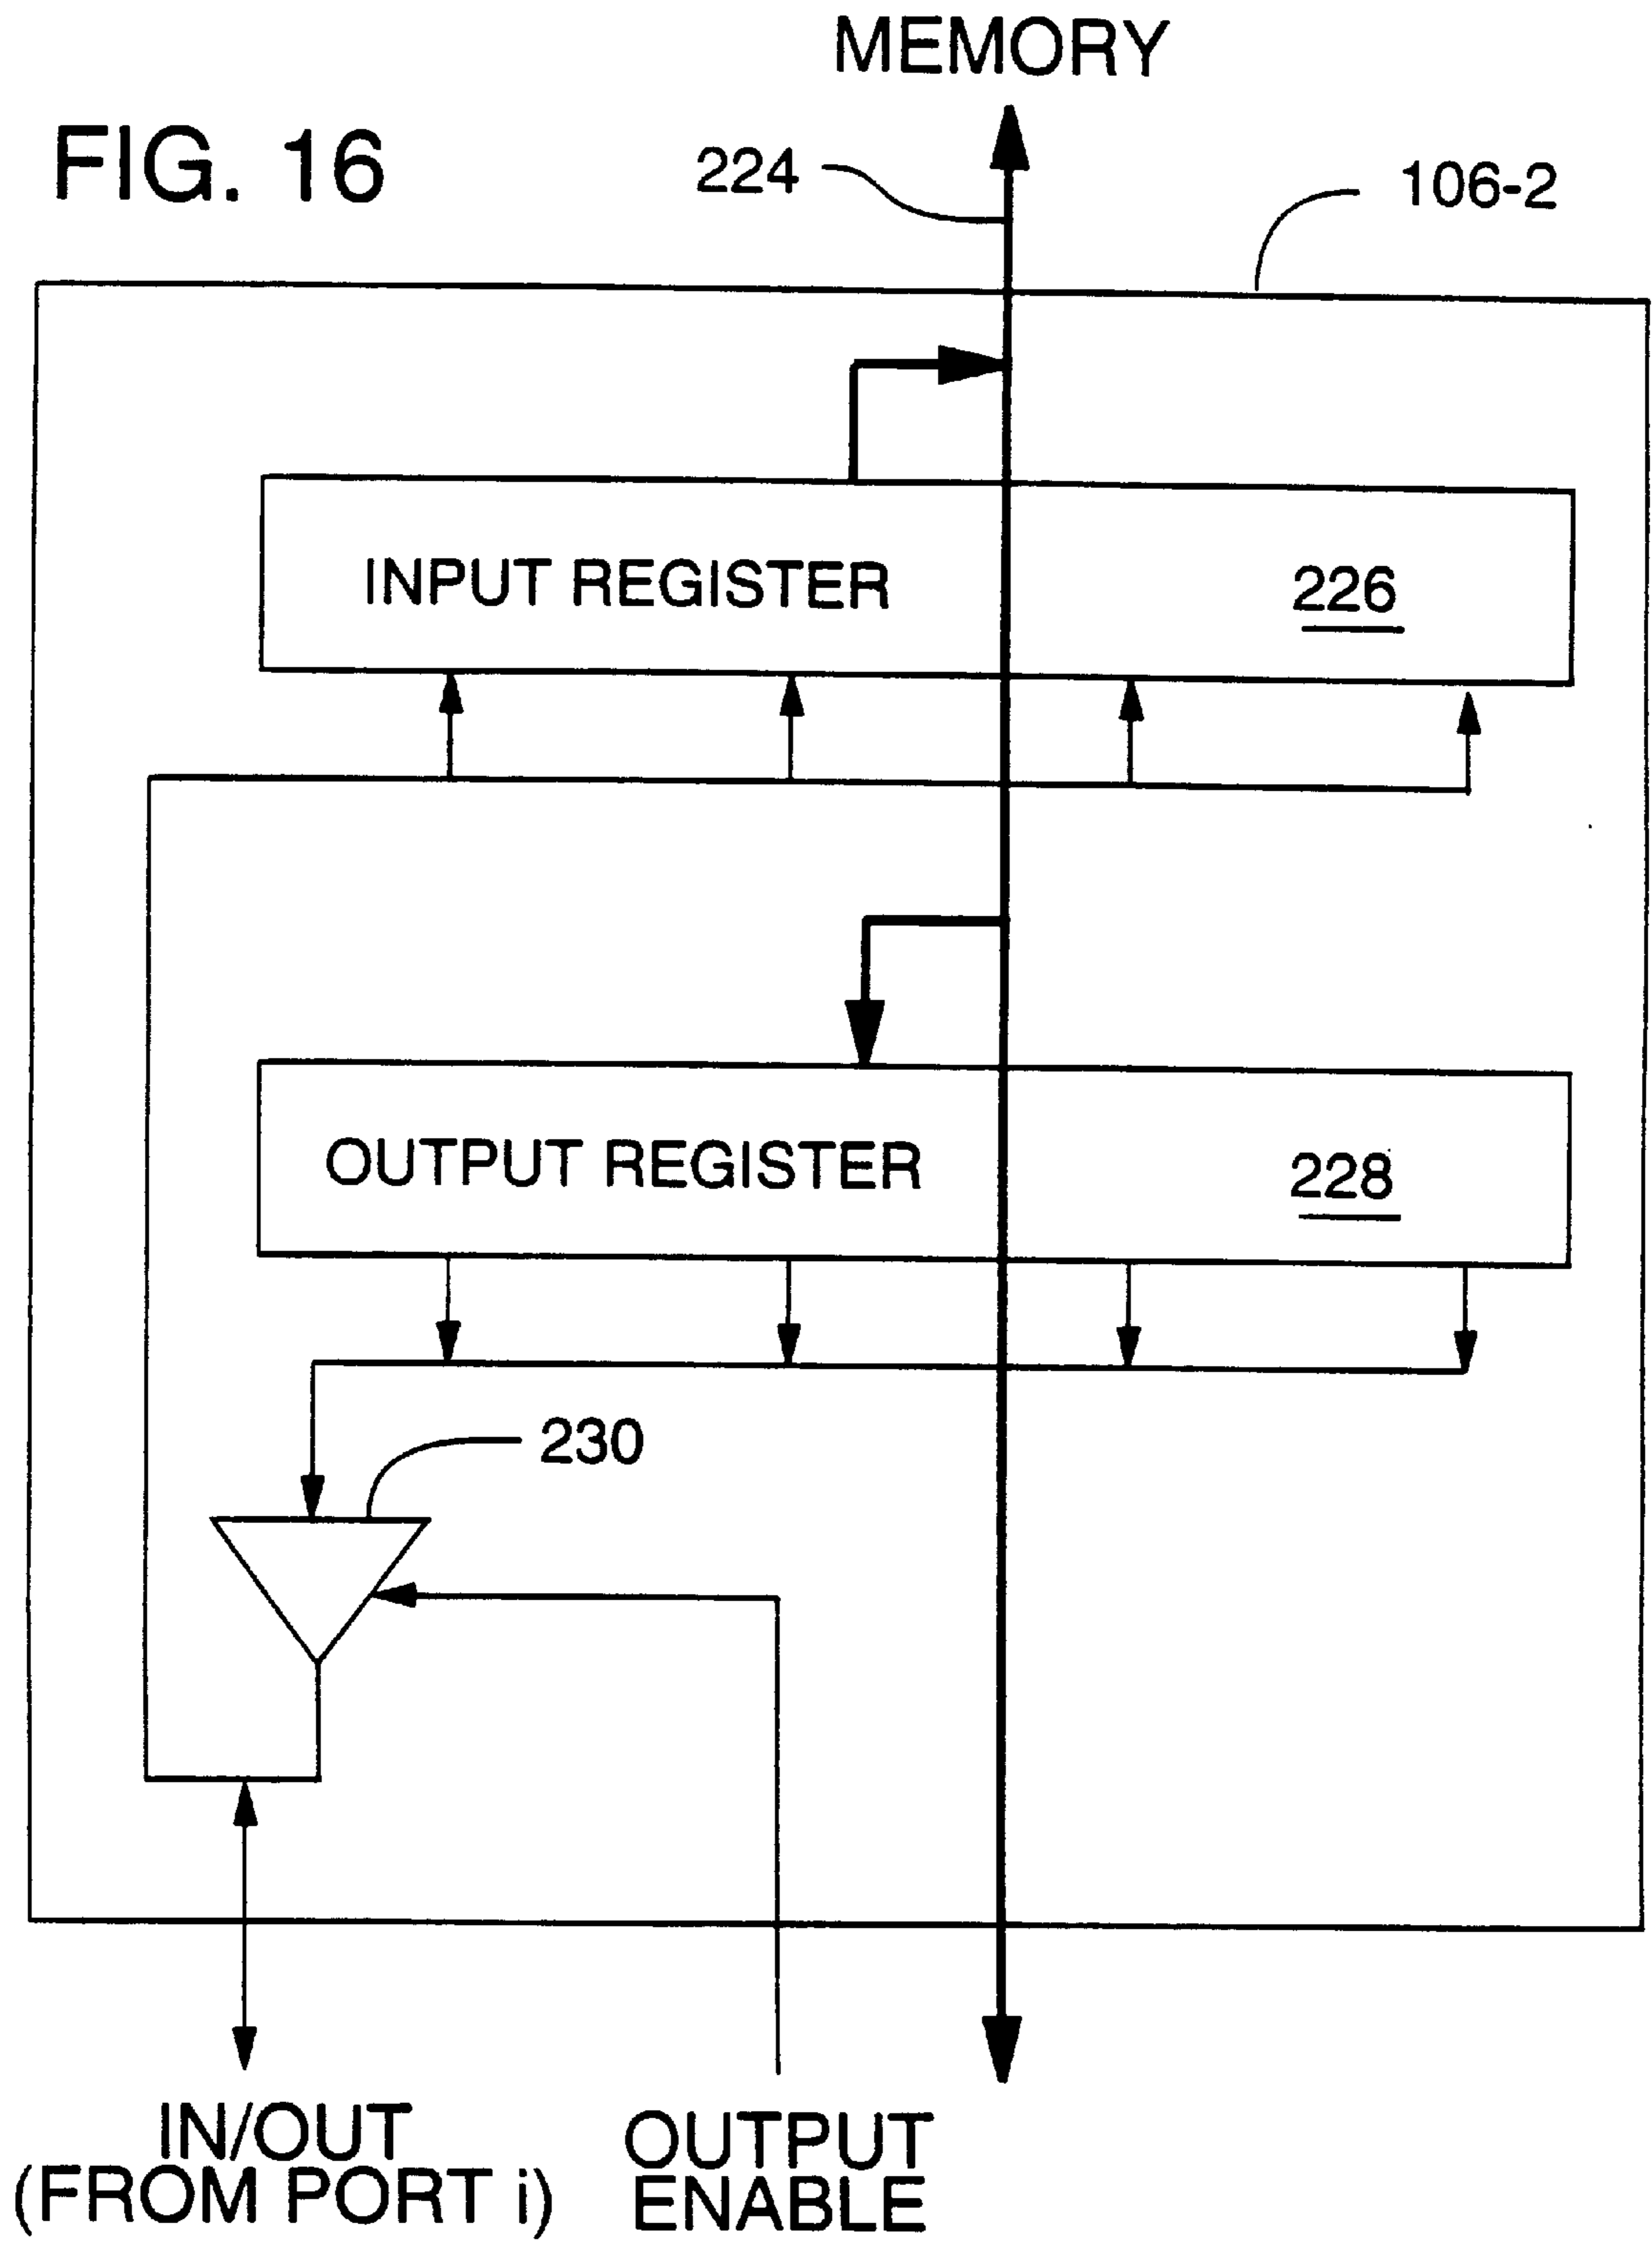 MEMORY
FIG. 16
224
106-2
INPUT REGISTER
226
OUTPUT REGISTER
228
230
IN/OUT
(FROM PORT i)
OUTPUT
ENABLE